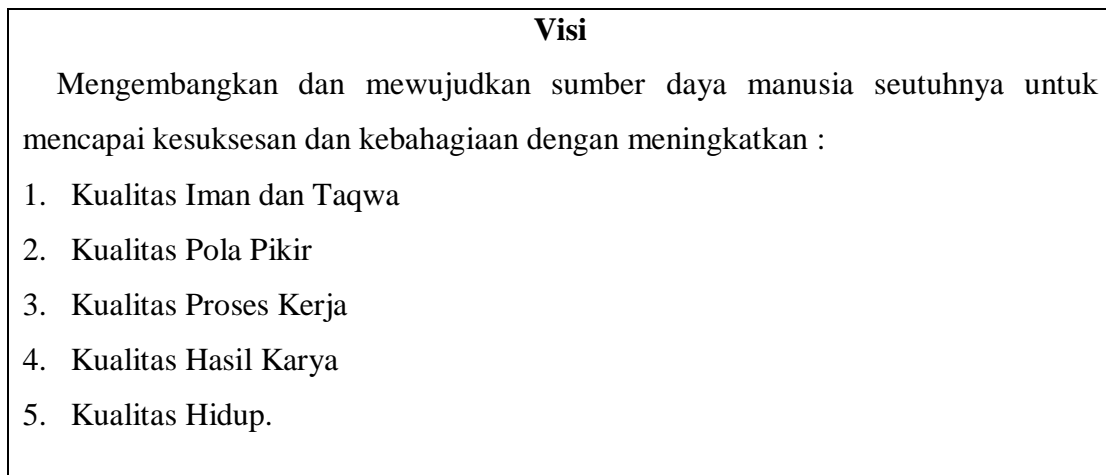 Visi
Mengembangkan dan mewujudkan sumber daya manusia seutuhnya untuk
mencapai kesuksesan dan kebahagiaan dengan meningkatkan :
1. Kualitas Iman dan Taqwa
2. Kualitas Pola Pikir
3. Kualitas Proses Kerja
4. Kualitas Hasil Karya
5. Kualitas Hidup.